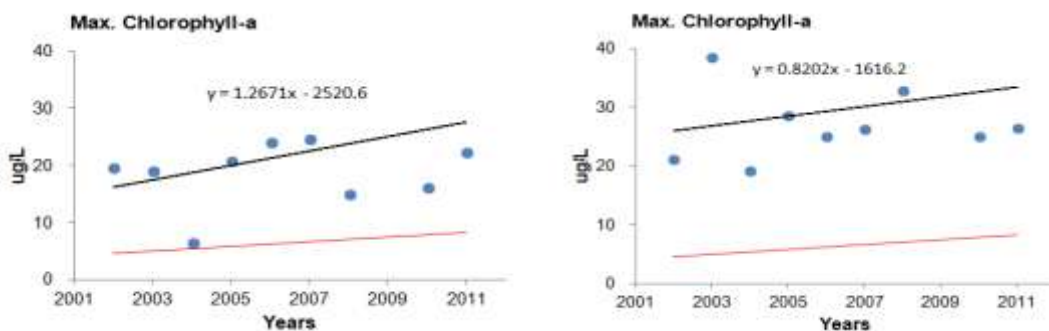 Max. Chlorophyll-a
40
y = 1.2671x - 2520.6
30
ug/L
20
10
0
2001 2003 2005 2007 2009 2011
Years
Max. Chlorophyll-a
40
y = 0.8202x - 1616.2
30
ug/L
20
10
0
2001 2003 2005 2007 2009 2011
Years